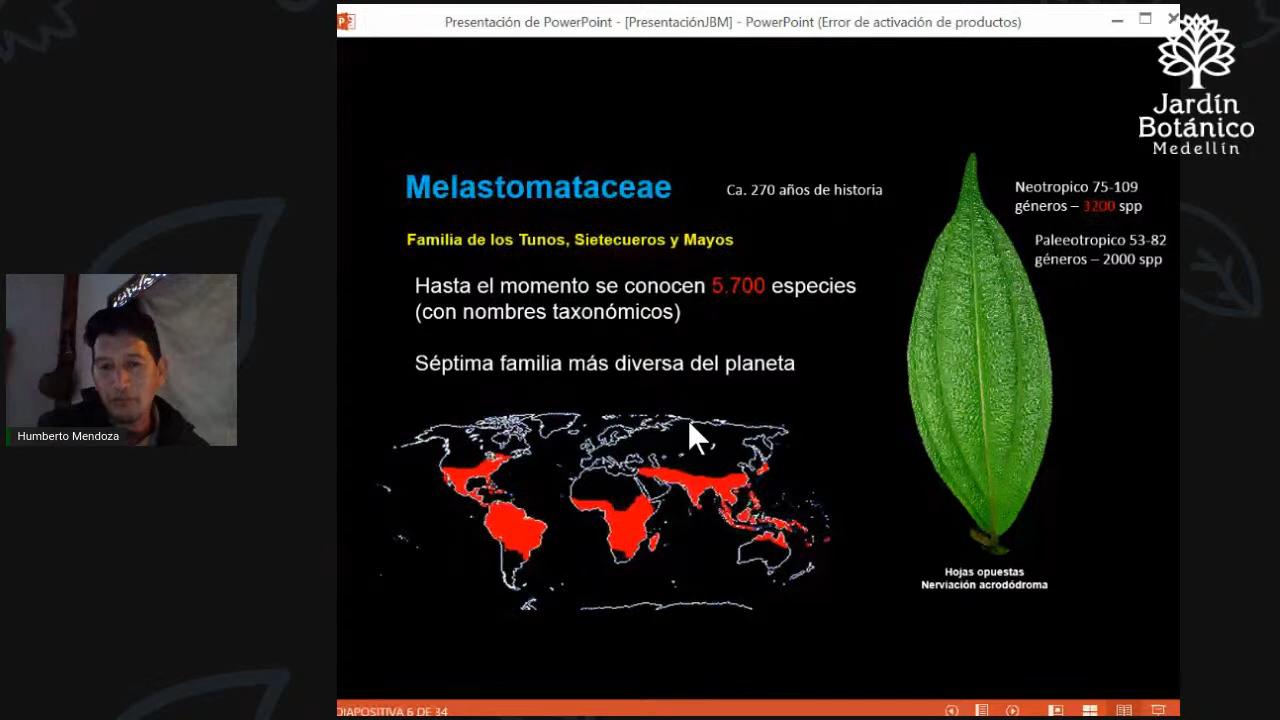 Presentación de PowerPoint - [PresentaciónJBM] - PowerPoint (Error de activación de productos)
Jardín
Botánico
Medellín
Melastomataceae
Ca. 270 años de historia
Neotropico 75-109
géneros – 3200 spp
Familia de los Tunos, Sietecueros y Mayos
Paleeotropico 53-82
géneros – 2000 spp
Hasta el momento se conocen 5.700 especies
(con nombres taxonómicos)
Séptima familia más diversa del planeta
Humberto Mendoza
Hojas opuestas
Nerviación acrodódroma
DIAPOSITIVA 6 DE 34